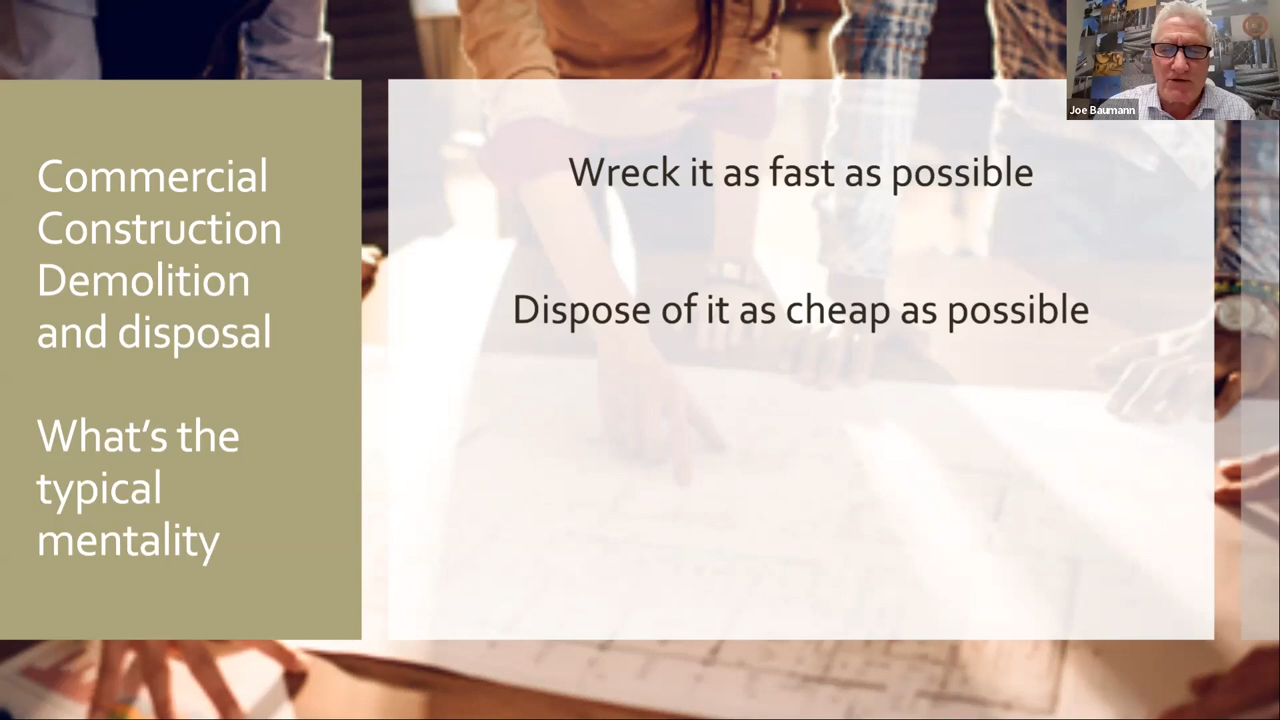 Commercial
Construction
Demolition
and disposal
What's the
typical
mentality
Wreck it as fast as possible
Dispose of it as cheap as possible
Joe Baumann